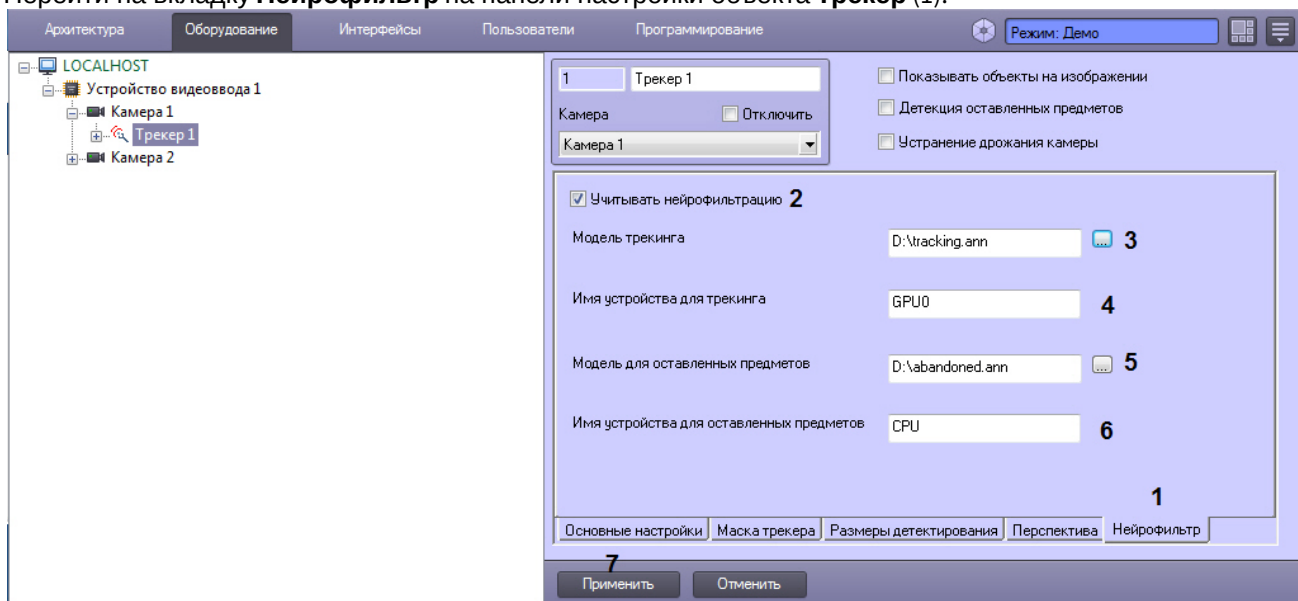 Перейти на вкладку Нейрофильтр на панели настройки объекта Трекер (1).
Архитектура Оборудование Интерфейсы Пользователи Программирование Режим: Демо
LOCALHOST
Устройство видеоввода 1
Камера 1
Трекер 1
Камера 2
1 Трекер 1
Камера Отключить
Камера 1
Показывать объекты на изображении
Детекция оставленных предметов
Устранение дрожания камеры
Учитывать нейрофильтрацию 2
Модель трекинга D:\tracking.ann ... 3
Имя устройства для трекинга GPU0 4
Модель для оставленных предметов D:\abandoned.ann ... 5
Имя устройства для оставленных предметов CPU 6
1
Основные настройки Маска трекера Размеры детектирования Перспектива Нейрофильтр
7
Применить Отменить